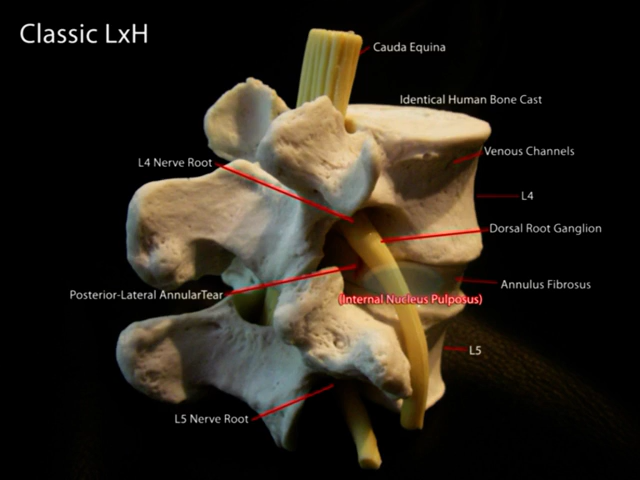 Classic LxH
Cauda Equina
Identical Human Bone Cast
Venous Channels
L4 Nerve Root
L4
Dorsal Root Ganglion
Annulus Fibrosus
Posterior-Lateral AnnularTear
(Internal Nucleus Pulposus)
L5
L5 Nerve Root